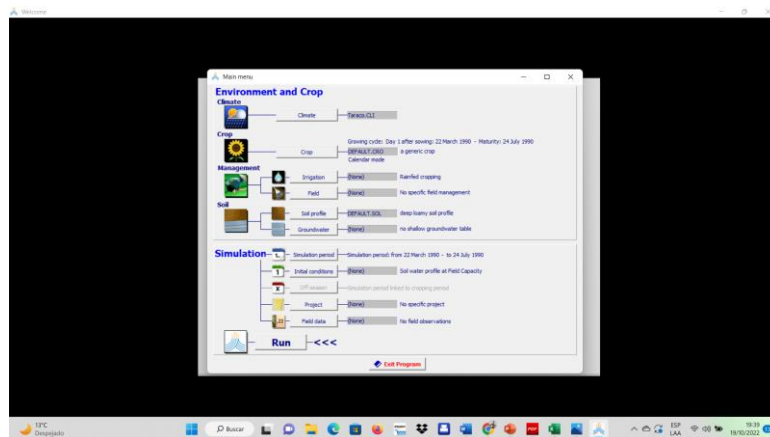 Welcome
Main menu
Environment and Crop
Climate
Climate
Taraco.CLI
Crop
Growing cycle: Day 1 after sowing: 22 March 1990 - Maturity: 24 July 1990
Crop
DEFAULT.CRO
a generic crop
Calendar mode
Management
Irrigation
(None)
Rainfed cropping
Field
(None)
No specific field management
Soil
Soil profile
DEFAULT.SOL
deep loamy soil profile
Groundwater
(None)
no shallow groundwater table
Simulation
Simulation period
Simulation period: from 22 March 1990 - to 24 July 1990
Initial conditions
(None)
Soil water profile at Field Capacity
Off-season
Simulation period linked to cropping period
Project
(None)
No specific project
Field data
(None)
No field observations
Run
<<<
Exit Program
13°C
Despejado
Buscar
ESP
LAA
19:39
19/10/2022